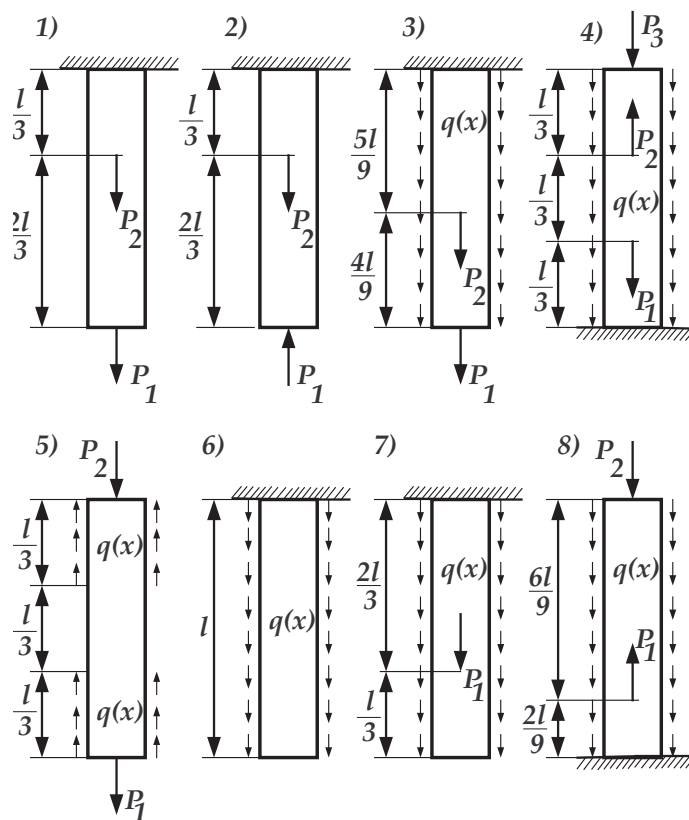 1)
l/3
2l/3
P2
P1
2)
l/3
2l/3
P2
P1
3)
5l/9
4l/9
q(x)
P2
P1
4)
P3
l/3
l/3
l/3
P2
q(x)
P1
5)
P2
l/3
l/3
l/3
q(x)
q(x)
P1
6)
l
q(x)
7)
2l/3
l/3
q(x)
P1
8)
P2
6l/9
2l/9
q(x)
P1